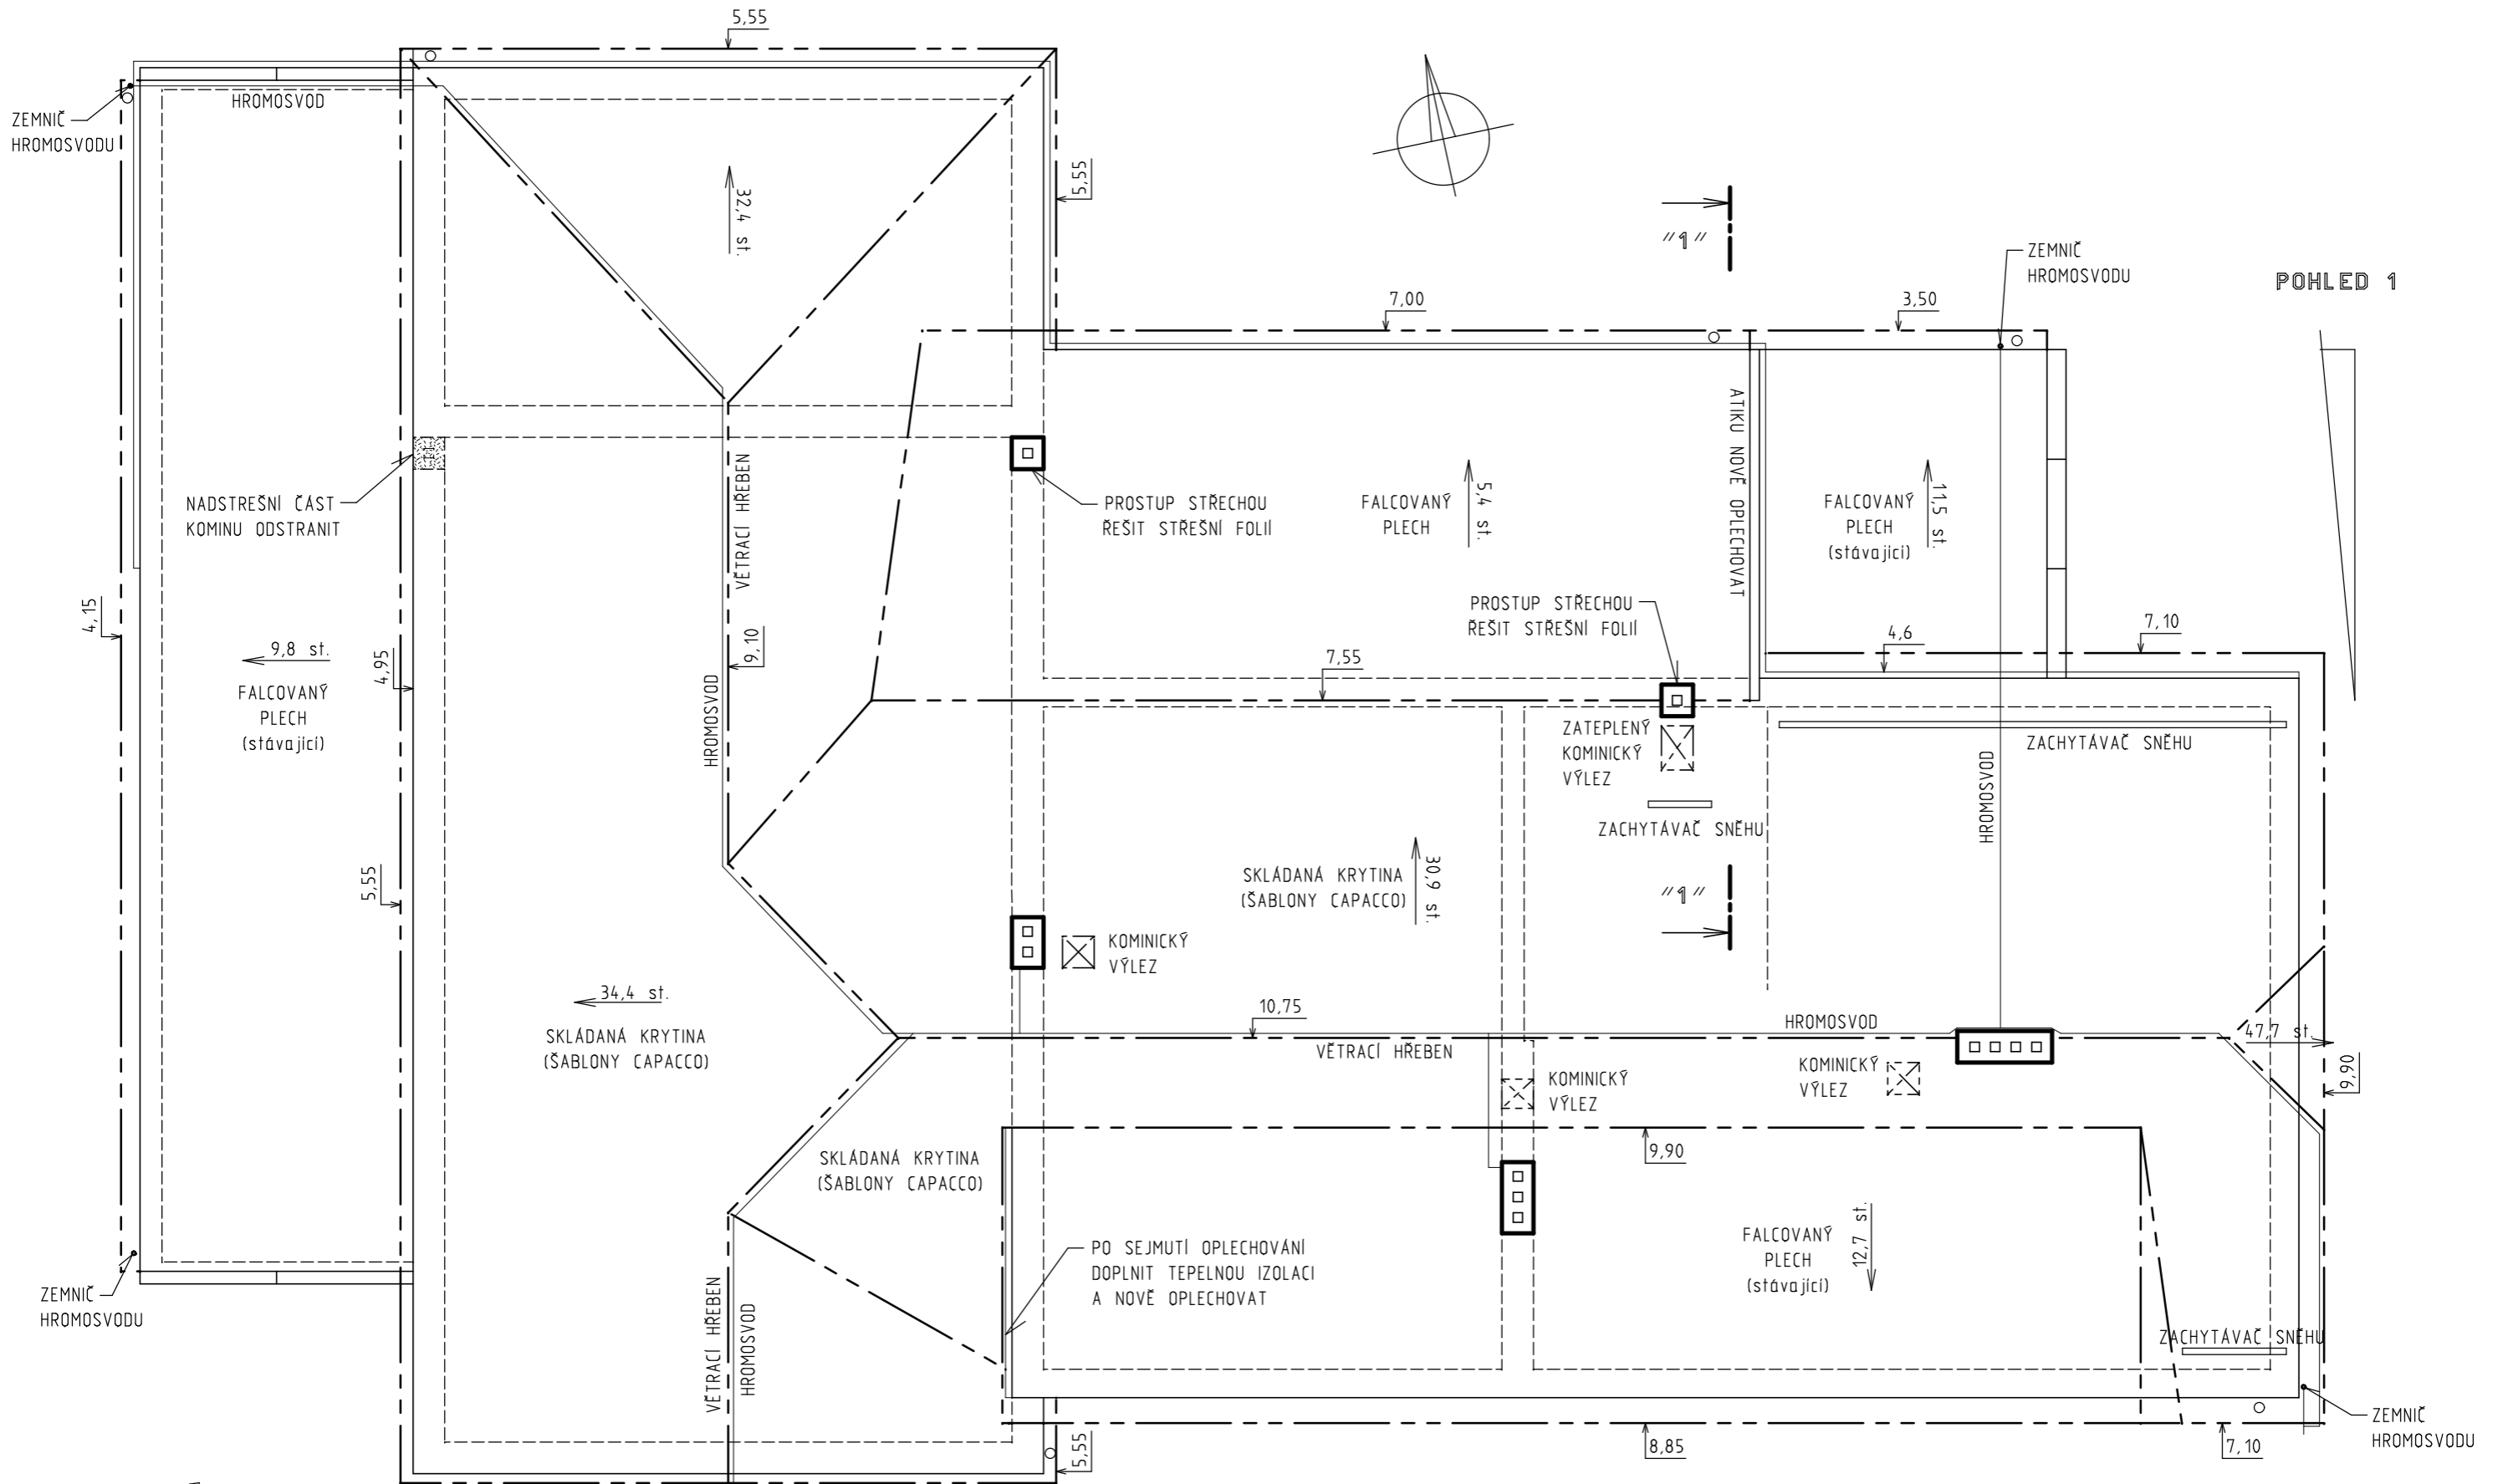 5,55
HROMOSVOD
ZEMNIČ
HROMOSVODU
32,4 st.
5,55
"1"
ZEMNIČ
HROMOSVODU
POHLED 1
7,00
3,50
NADSTREŠNÍ ČÁST
KOMINU ODSTRANIT
VĚTRACÍ HŘEBEN
PROSTUP STŘECHOU
ŘEŠIT STŘEŠNÍ FOLIÍ
FALCOVANÝ
PLECH
5,4 st.
ATIKU NOVĚ OPLECHOVAT
FALCOVANÝ
PLECH
(stávající)
11,5 st.
PROSTUP STŘECHOU
ŘEŠIT STŘEŠNÍ FOLIÍ
4,15
9,8 st.
FALCOVANÝ
PLECH
(stávající)
4,95
9,10
HROMOSVOD
7,55
4,6
7,10
ZATEPLENÝ
KOMINICKÝ
VÝLEZ
ZACHYTÁVAČ SNĚHU
HROMOSVOD
ZACHYTÁVAČ SNĚHU
5,55
SKLÁDANÁ KRYTINA
(ŠABLONY CAPACCO)
30,9 st.
"1"
KOMINICKÝ
VÝLEZ
34,4 st.
SKLÁDANÁ KRYTINA
(ŠABLONY CAPACCO)
10,75
VĚTRACÍ HŘEBEN
HROMOSVOD
47,7 st.
9,90
KOMINICKÝ
VÝLEZ
KOMINICKÝ
VÝLEZ
SKLÁDANÁ KRYTINA
(ŠABLONY CAPACCO)
9,90
PO SEJMUTÍ OPLECHOVÁNÍ
DOPLNIT TEPELNOU IZOLACI
A NOVĚ OPLECHOVAT
FALCOVANÝ
PLECH
(stávající)
12,7 st.
ZEMNIČ
HROMOSVODU
VĚTRACÍ HŘEBEN
HROMOSVOD
ZACHYTÁVAČ SNĚHU
5,55
8,85
7,10
ZEMNIČ
HROMOSVODU